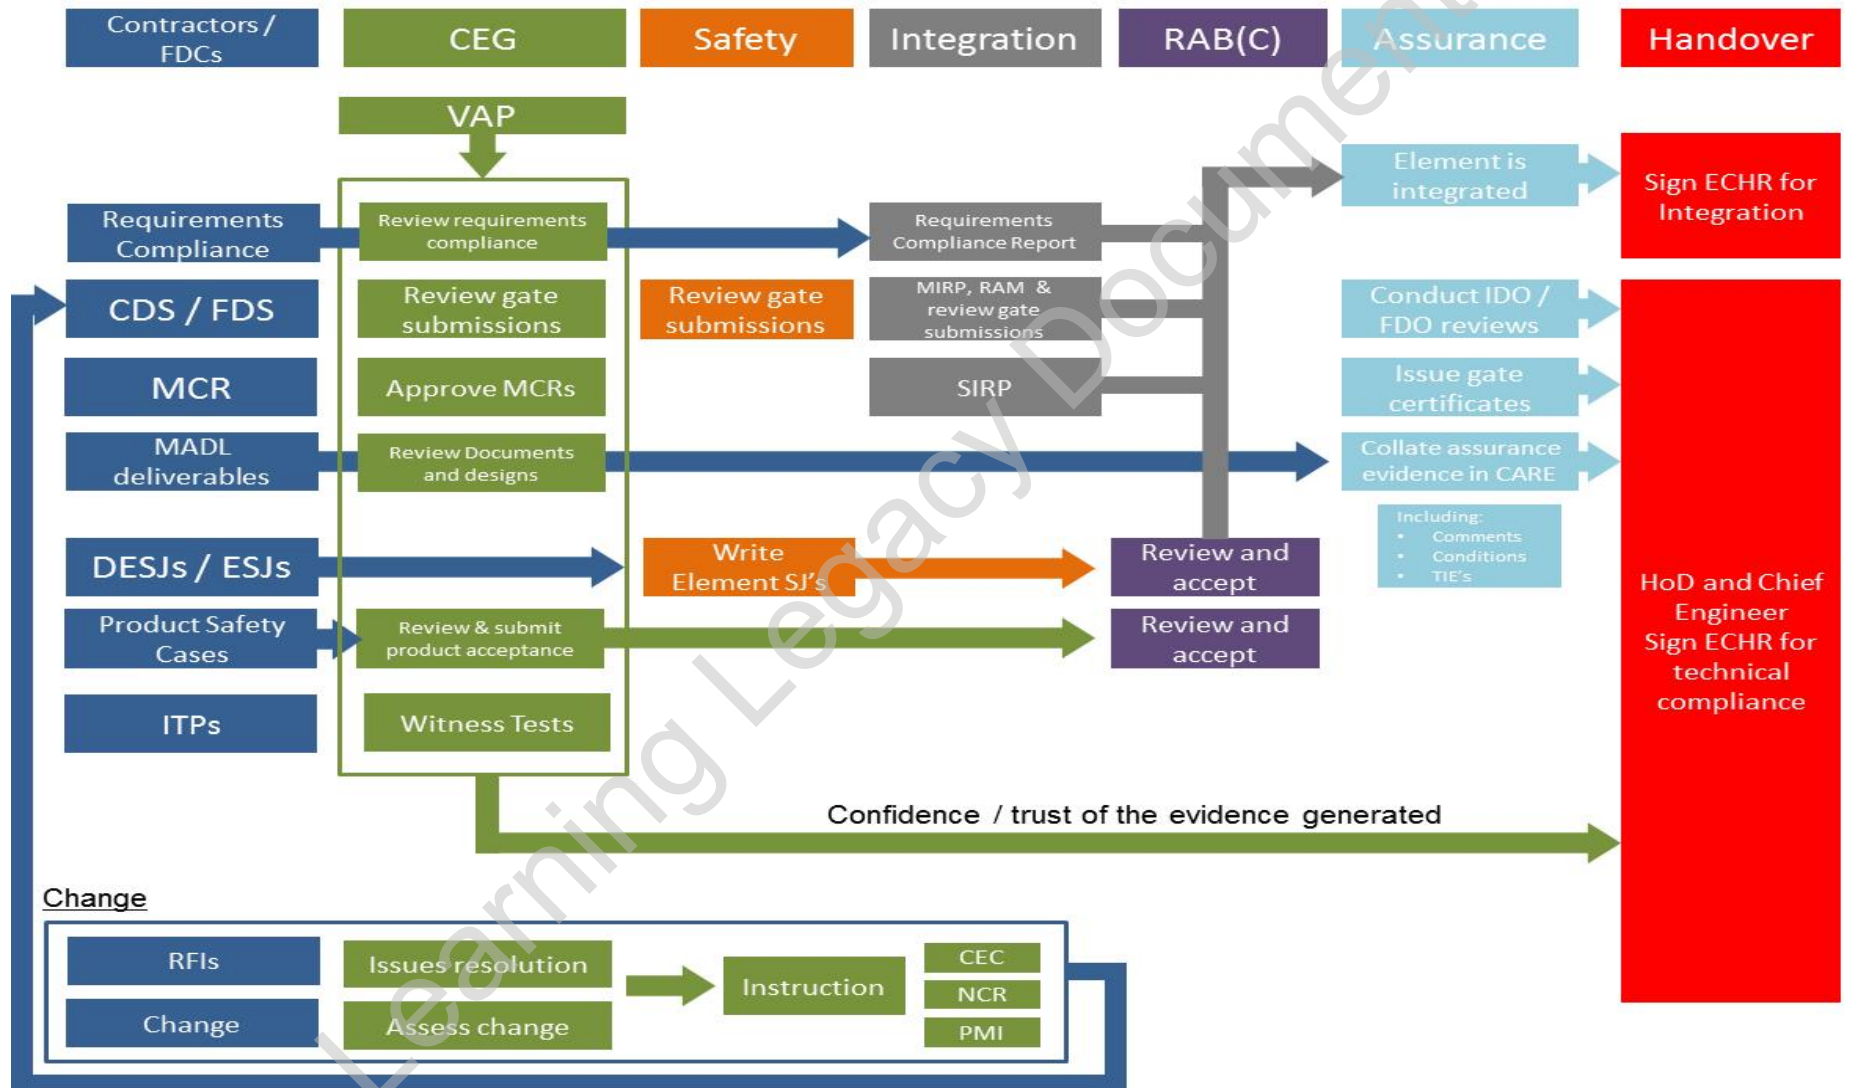 Contractors /
FDCs
CEG
Safety
Integration
RAB(C)
Assurance
Handover
VAP
Requirements
Compliance
Review requirements
compliance
Requirements
Compliance Report
Element is
integrated
Sign ECHR for
Integration
CDS / FDS
Review gate
submissions
Review gate
submissions
MIRP, RAM &
review gate
submissions
Conduct IDO /
FDO reviews
MCR
Approve MCRs
SIRP
Issue gate
certificates
MADL
deliverables
Review Documents
and designs
Collate assurance
evidence in CARE
Including:
• Comments
• Conditions
• TIE's
DESJs / ESJs
Write
Element SJ's
Review and
accept
HoD and Chief
Engineer
Sign ECHR for
technical
compliance
Product Safety
Cases
Review & submit
product acceptance
Review and
accept
ITPs
Witness Tests
Confidence / trust of the evidence generated
Change
RFIs
Issues resolution
Instruction
CEC
NCR
PMI
Change
Assess change
Learning Legacy Document